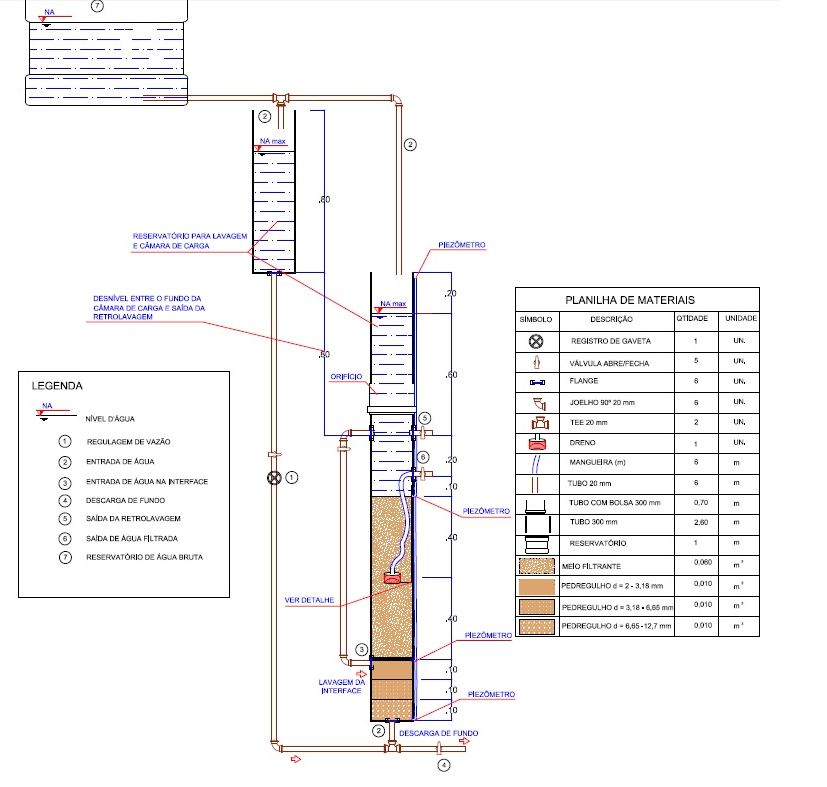 NA
7
2
NA max
2
,60
RESERVATÓRIO PARA LAVAGEM
E CÂMARA DE CARGA
PIEZÔMETRO
DESNÍVEL ENTRE O FUNDO DA
CÂMARA DE CARGA E SAÍDA DA
RETROLAVAGEM
NA max
,20
,60
ORIFÍCIO
,60
5
,20
6
,10
1
PIEZÔMETRO
,40
VER DETALHE
,40
PIEZÔMETRO
3
,10
LAVAGEM DA
INTERFACE
,10
PIEZÔMETRO
,10
2
DESCARGA DE FUNDO
4
LEGENDA
NA
NÍVEL D'ÁGUA
1 REGULAGEM DE VAZÃO
2 ENTRADA DE ÁGUA
3 ENTRADA DE ÁGUA NA INTERFACE
4 DESCARGA DE FUNDO
5 SAÍDA DA RETROLAVAGEM
6 SAÍDA DE ÁGUA FILTRADA
7 RESERVATÓRIO DE ÁGUA BRUTA
PLANILHA DE MATERIAIS
SÍMBOLO DESCRIÇÃO QTIDADE UNIDADE
REGISTRO DE GAVETA 1 UN.
VÁLVULA ABRE/FECHA 5 UN.
FLANGE 6 UN.
JOELHO 90º 20 mm 6 UN.
TEE 20 mm 2 UN.
DRENO 1 UN.
MANGUEIRA (m) 6 m
TUBO 20 mm 6 m
TUBO COM BOLSA 300 mm 0,70 m
TUBO 300 mm 2,60 m
RESERVATÓRIO 1 m
MEIO FILTRANTE 0,060 m³
PEDREGULHO d = 2 - 3,18 mm 0,010 m³
PEDREGULHO d = 3,18 - 6,65 mm 0,010 m³
PEDREGULHO d = 6,65 -12,7 mm 0,010 m³